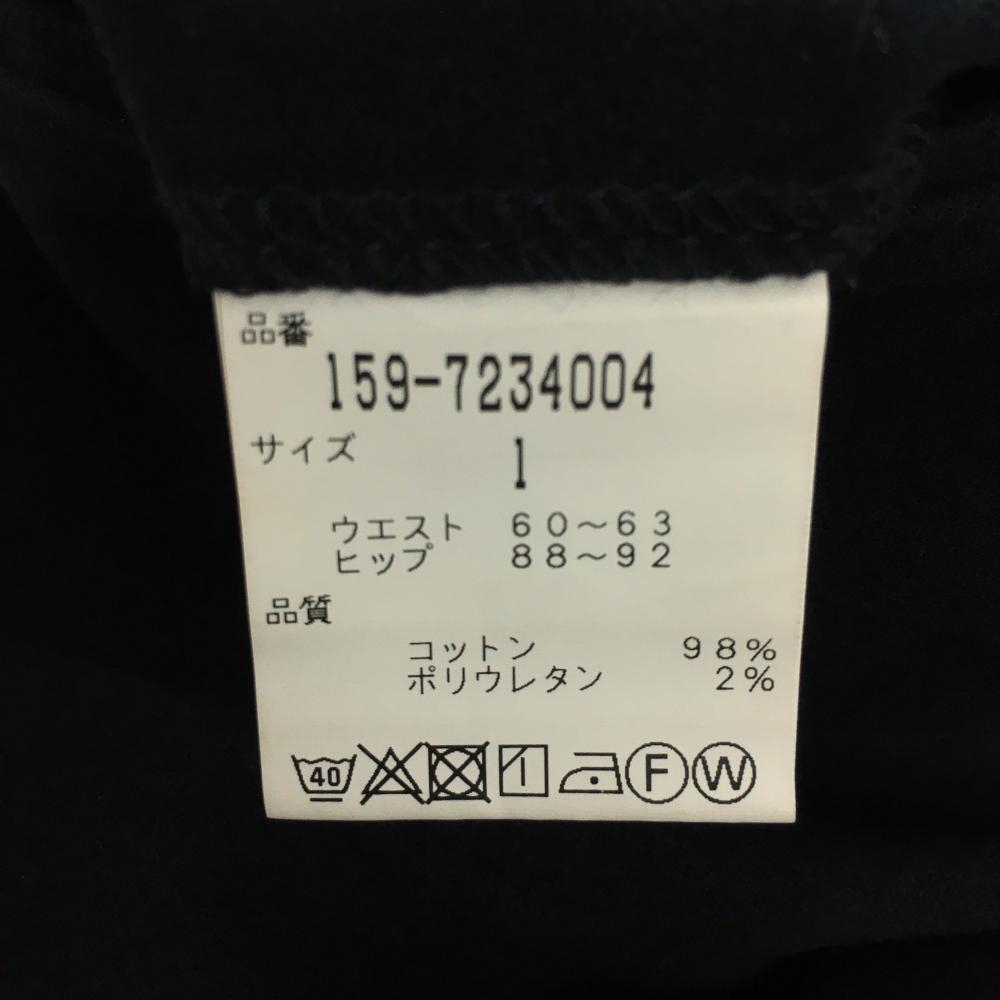 品番
159-7234004
サイズ 1
ウエスト 60～63
ヒップ 88～92
品質
コットン 98%
ポリウレタン 2%
40 F W